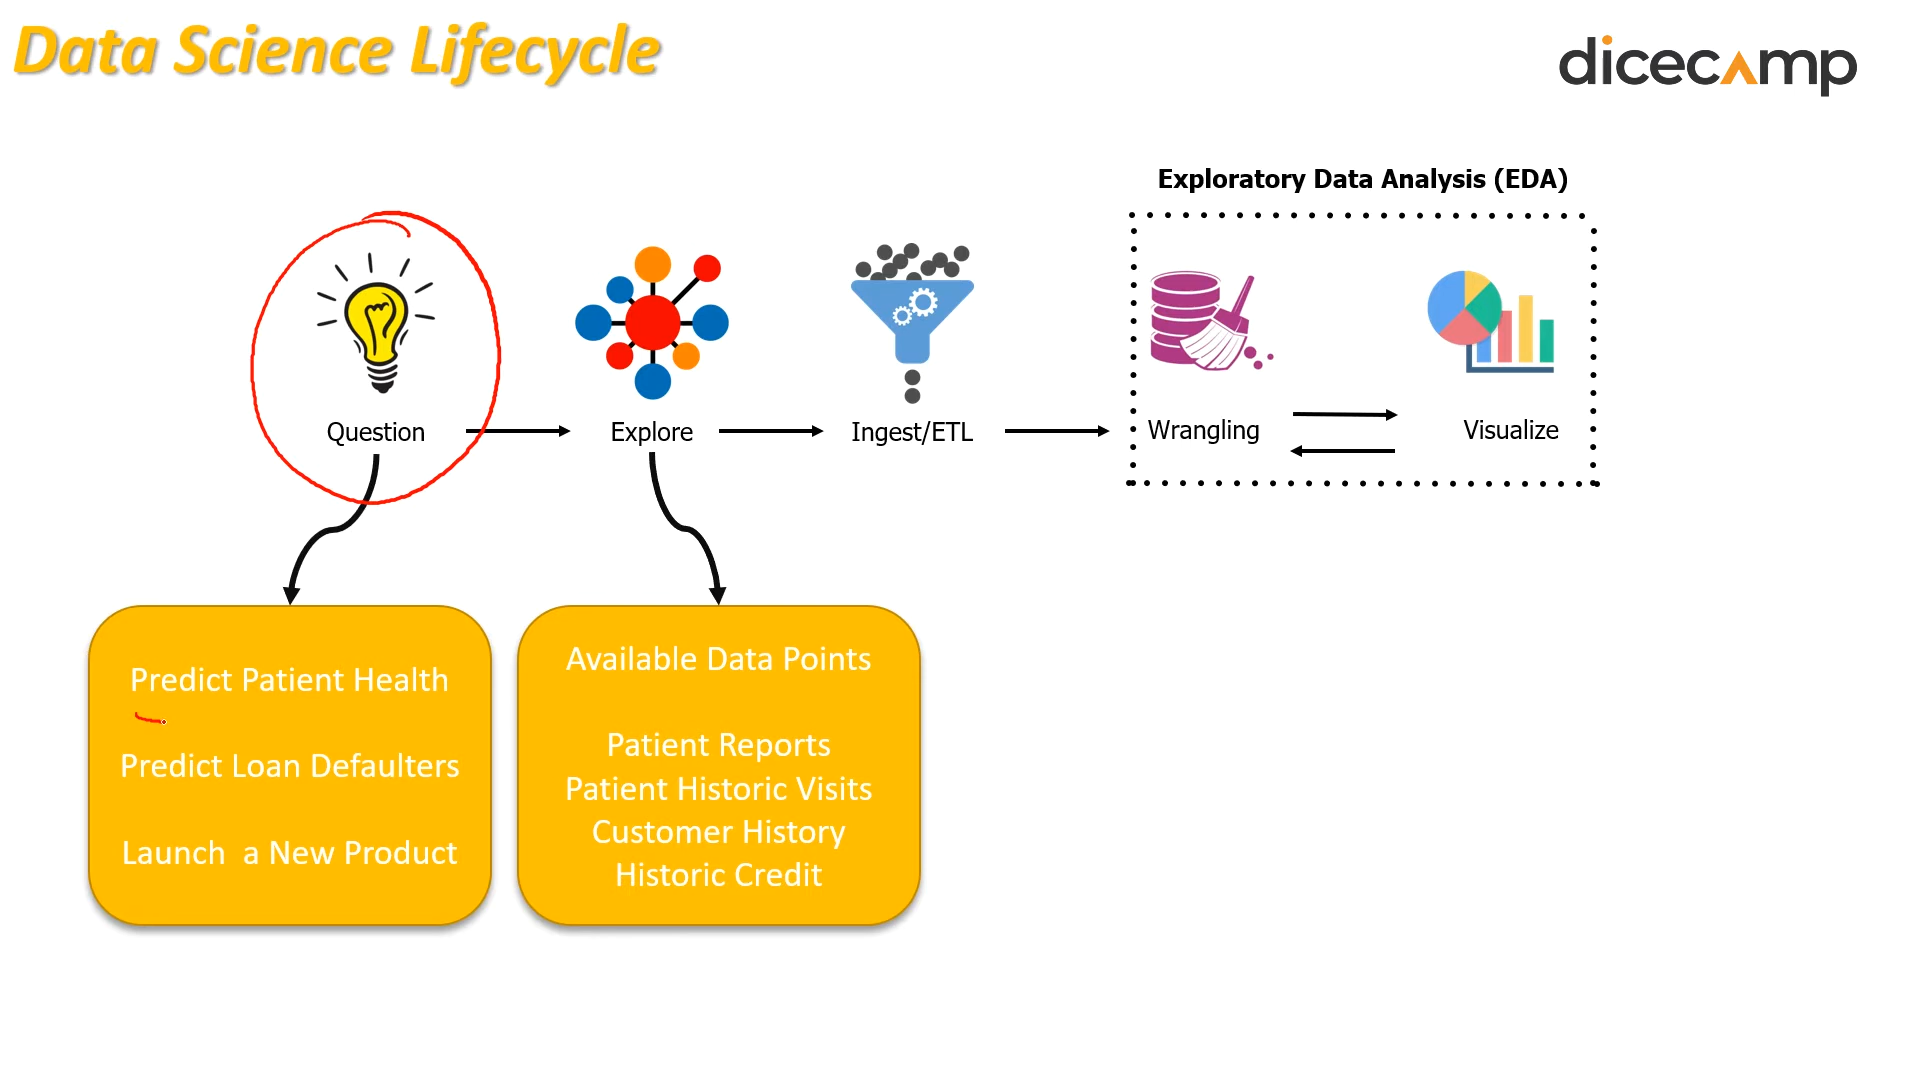 Data Science Lifecycle
dicecamp
Exploratory Data Analysis (EDA)
Question
Explore
Ingest/ETL
Wrangling
Visualize
Predict Patient Health
Predict Loan Defaulters
Launch a New Product
Available Data Points
Patient Reports
Patient Historic Visits
Customer History
Historic Credit